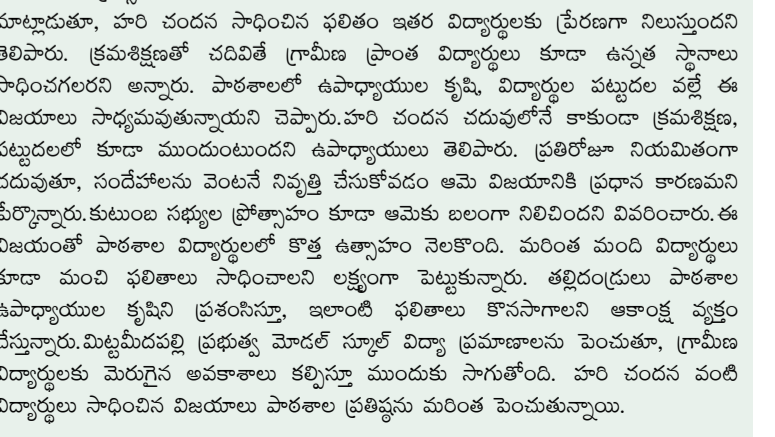 మాట్లాడుతూ, హరి చందన సాధించిన ఫలితం ఇతర విద్యార్థులకు ప్రేరణగా నిలుస్తుందని
తెలిపారు. క్రమశిక్షణతో చదివితే గ్రామీణ ప్రాంత విద్యార్థులు కూడా ఉన్నత స్థానాలు
సాధించగలరని అన్నారు. పాఠశాలలో ఉపాధ్యాయుల కృషి, విద్యార్థుల పట్టుదల వల్లే ఈ
విజయాలు సాధ్యమవుతున్నాయని చెప్పారు.హరి చందన చదువులోనే కాకుండా క్రమశిక్షణ,
పట్టుదలలో కూడా ముందుంటుందని ఉపాధ్యాయులు తెలిపారు. ప్రతిరోజూ నియమితంగా
చదువుతూ, సందేహాలను వెంటనే నివృత్తి చేసుకోవడం ఆమె విజయానికి ప్రధాన కారణమని
పేర్కొన్నారు.కుటుంబ సభ్యుల ప్రోత్సాహం కూడా ఆమెకు బలంగా నిలిచిందని వివరించారు.ఈ
విజయంతో పాఠశాల విద్యార్థులలో కొత్త ఉత్సాహం నెలకొంది. మరింత మంది విద్యార్థులు
కూడా మంచి ఫలితాలు సాధించాలని లక్ష్యంగా పెట్టుకున్నారు. తల్లిదండ్రులు పాఠశాల
ఉపాధ్యాయుల కృషిని ప్రశంసిస్తూ, ఇలాంటి ఫలితాలు కొనసాగాలని ఆకాంక్ష వ్యక్తం
చేస్తున్నారు.మిట్టమీదపల్లి ప్రభుత్వ మోడల్ స్కూల్ విద్యా ప్రమాణాలను పెంచుతూ, గ్రామీణ
విద్యార్థులకు మెరుగైన అవకాశాలు కల్పిస్తూ ముందుకు సాగుతోంది. హరి చందన వంటి
విద్యార్థులు సాధించిన విజయాలు పాఠశాల ప్రతిష్ఠను మరింత పెంచుతున్నాయి.